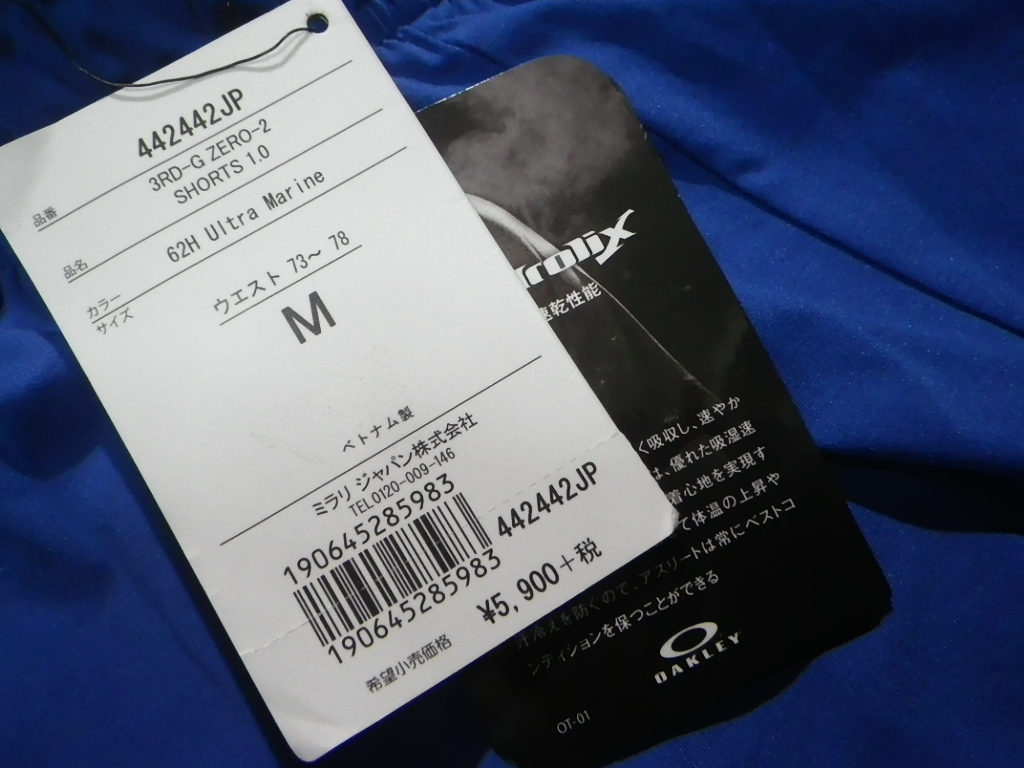 442442JP
品番
3RD-G ZERO-2
SHORTS 1.0
品名
62H Ultra Marine
カラー
サイズ
ウエスト 73〜 78
M
ベトナム製
ミラリ ジャパン株式会社
TEL0120-009-146
190645285983
442442JP
190645285983
¥5,900+税
希望小売価格
rolix
速乾性能
く吸収し、速やか
は、優れた吸湿速
着心地を実現す
て体温の上昇や
汗冷えを防ぐので、アスリートは常にベストコ
ンディションを保つことができる
OAKLEY
OT-01